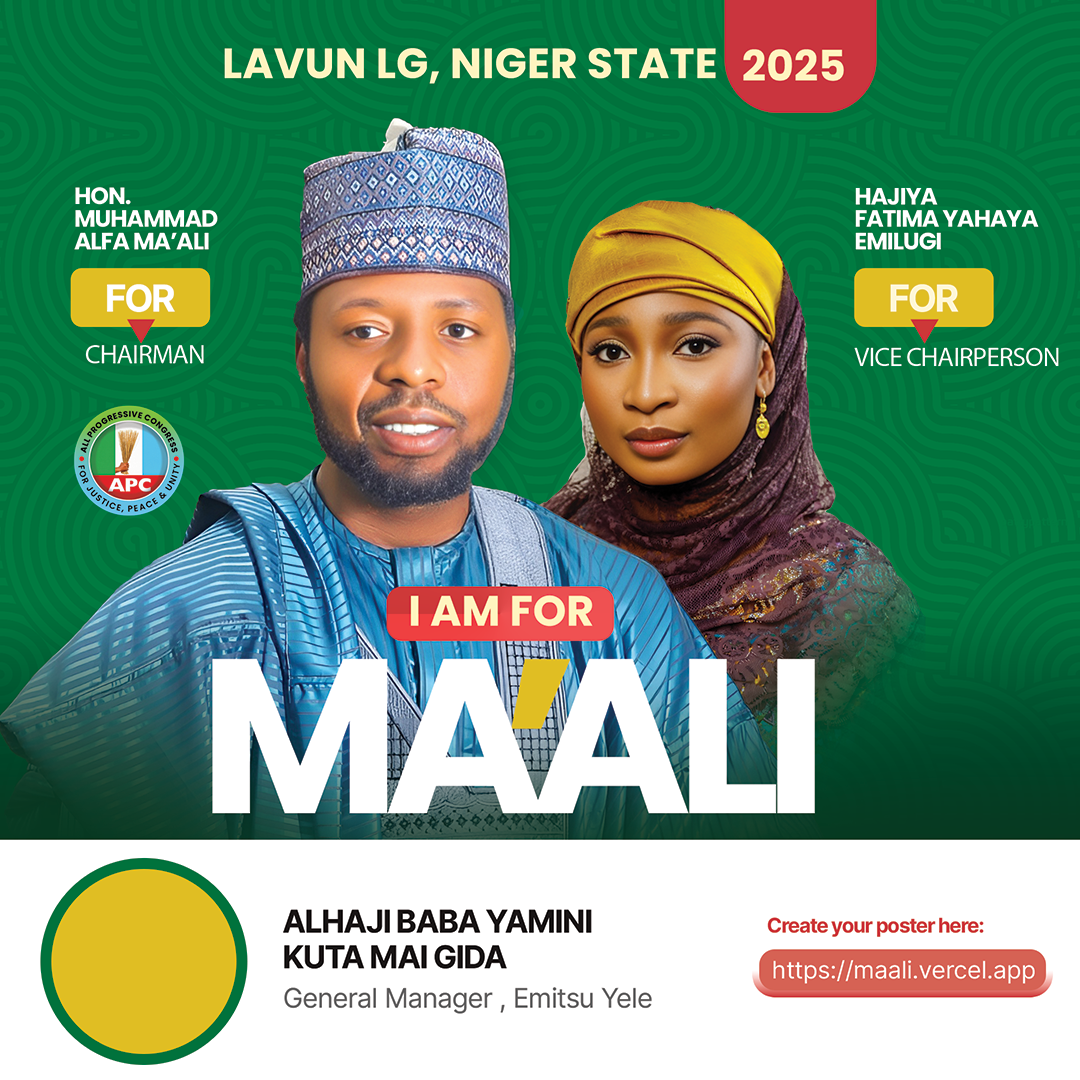 LAVUN LG, NIGER STATE 2025
HON.
MUHAMMAD
ALFA MA'ALI
FOR
CHAIRMAN
HAJIYA
FATIMA YAHAYA
EMILUGI
FOR
VICE CHAIRPERSON
ALL PROGRESSIVE CONGRESS
APC
FOR JUSTICE, PEACE & UNITY
I AM FOR
MA'ALI
ALHAJI BABA YAMINI
KUTA MAI GIDA
General Manager , Emitsu Yele
Create your poster here:
https://maali.vercel.app